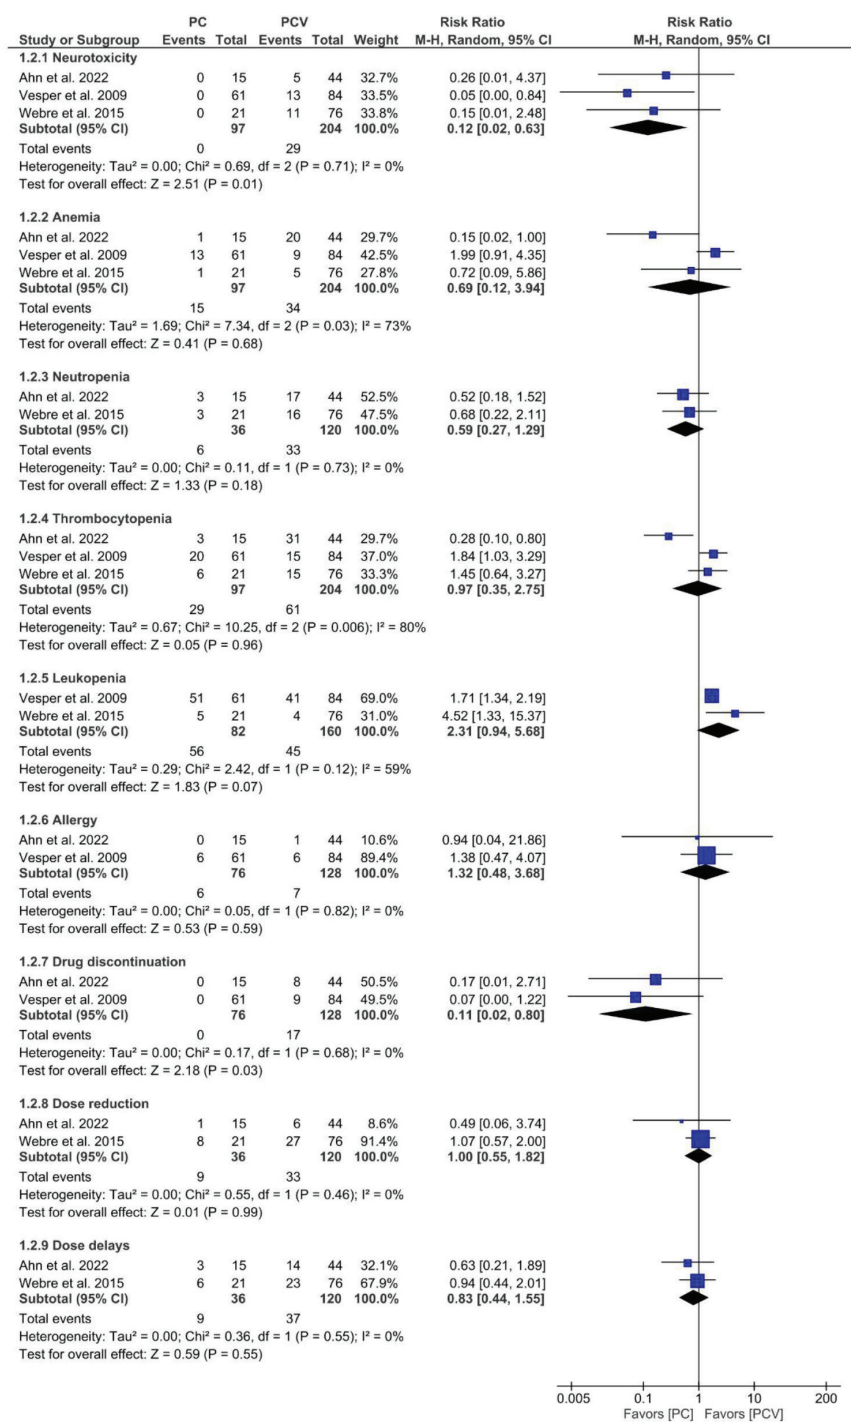 PC PCV Risk Ratio Risk Ratio
Study or Subgroup Events Total Events Total Weight M-H, Random, 95% CI M-H, Random, 95% CI
1.2.1 Neurotoxicity
Ahn et al. 2022 0 15 5 44 32.7% 0.26 [0.01, 4.37]
Vesper et al. 2009 0 61 13 84 33.5% 0.05 [0.00, 0.84]
Webre et al. 2015 0 21 11 76 33.8% 0.15 [0.01, 2.48]
Subtotal (95% CI) 97 204 100.0% 0.12 [0.02, 0.63]
Total events 0 29
Heterogeneity: Tau² = 0.00; Chi² = 0.69, df = 2 (P = 0.71); I² = 0%
Test for overall effect: Z = 2.51 (P = 0.01)
1.2.2 Anemia
Ahn et al. 2022 1 15 20 44 29.7% 0.15 [0.02, 1.00]
Vesper et al. 2009 13 61 9 84 42.5% 1.99 [0.91, 4.35]
Webre et al. 2015 1 21 5 76 27.8% 0.72 [0.09, 5.86]
Subtotal (95% CI) 97 204 100.0% 0.69 [0.12, 3.94]
Total events 15 34
Heterogeneity: Tau² = 1.69; Chi² = 7.34, df = 2 (P = 0.03); I² = 73%
Test for overall effect: Z = 0.41 (P = 0.68)
1.2.3 Neutropenia
Ahn et al. 2022 3 15 17 44 52.5% 0.52 [0.18, 1.52]
Webre et al. 2015 3 21 16 76 47.5% 0.68 [0.22, 2.11]
Subtotal (95% CI) 36 120 100.0% 0.59 [0.27, 1.29]
Total events 6 33
Heterogeneity: Tau² = 0.00; Chi² = 0.11, df = 1 (P = 0.73); I² = 0%
Test for overall effect: Z = 1.33 (P = 0.18)
1.2.4 Thrombocytopenia
Ahn et al. 2022 3 15 31 44 29.7% 0.28 [0.10, 0.80]
Vesper et al. 2009 20 61 15 84 37.0% 1.84 [1.03, 3.29]
Webre et al. 2015 6 21 15 76 33.3% 1.45 [0.64, 3.27]
Subtotal (95% CI) 97 204 100.0% 0.97 [0.35, 2.75]
Total events 29 61
Heterogeneity: Tau² = 0.67; Chi² = 10.25, df = 2 (P = 0.006); I² = 80%
Test for overall effect: Z = 0.05 (P = 0.96)
1.2.5 Leukopenia
Vesper et al. 2009 51 61 41 84 69.0% 1.71 [1.34, 2.19]
Webre et al. 2015 5 21 4 76 31.0% 4.52 [1.33, 15.37]
Subtotal (95% CI) 82 160 100.0% 2.31 [0.94, 5.68]
Total events 56 45
Heterogeneity: Tau² = 0.29; Chi² = 2.42, df = 1 (P = 0.12); I² = 59%
Test for overall effect: Z = 1.83 (P = 0.07)
1.2.6 Allergy
Ahn et al. 2022 0 15 1 44 10.6% 0.94 [0.04, 21.86]
Vesper et al. 2009 6 61 6 84 89.4% 1.38 [0.47, 4.07]
Subtotal (95% CI) 76 128 100.0% 1.32 [0.48, 3.68]
Total events 6 7
Heterogeneity: Tau² = 0.00; Chi² = 0.05, df = 1 (P = 0.82); I² = 0%
Test for overall effect: Z = 0.53 (P = 0.59)
1.2.7 Drug discontinuation
Ahn et al. 2022 0 15 8 44 50.5% 0.17 [0.01, 2.71]
Vesper et al. 2009 0 61 9 84 49.5% 0.07 [0.00, 1.22]
Subtotal (95% CI) 76 128 100.0% 0.11 [0.02, 0.80]
Total events 0 17
Heterogeneity: Tau² = 0.00; Chi² = 0.17, df = 1 (P = 0.68); I² = 0%
Test for overall effect: Z = 2.18 (P = 0.03)
1.2.8 Dose reduction
Ahn et al. 2022 1 15 6 44 8.6% 0.49 [0.06, 3.74]
Webre et al. 2015 8 21 27 76 91.4% 1.07 [0.57, 2.00]
Subtotal (95% CI) 36 120 100.0% 1.00 [0.55, 1.82]
Total events 9 33
Heterogeneity: Tau² = 0.00; Chi² = 0.55, df = 1 (P = 0.46); I² = 0%
Test for overall effect: Z = 0.01 (P = 0.99)
1.2.9 Dose delays
Ahn et al. 2022 3 15 14 44 32.1% 0.63 [0.21, 1.89]
Webre et al. 2015 6 21 23 76 67.9% 0.94 [0.44, 2.01]
Subtotal (95% CI) 36 120 100.0% 0.83 [0.44, 1.55]
Total events 9 37
Heterogeneity: Tau² = 0.00; Chi² = 0.36, df = 1 (P = 0.55); I² = 0%
Test for overall effect: Z = 0.59 (P = 0.55)
0.005 0.1 1 10 200
Favors [PC] Favors [PCV]